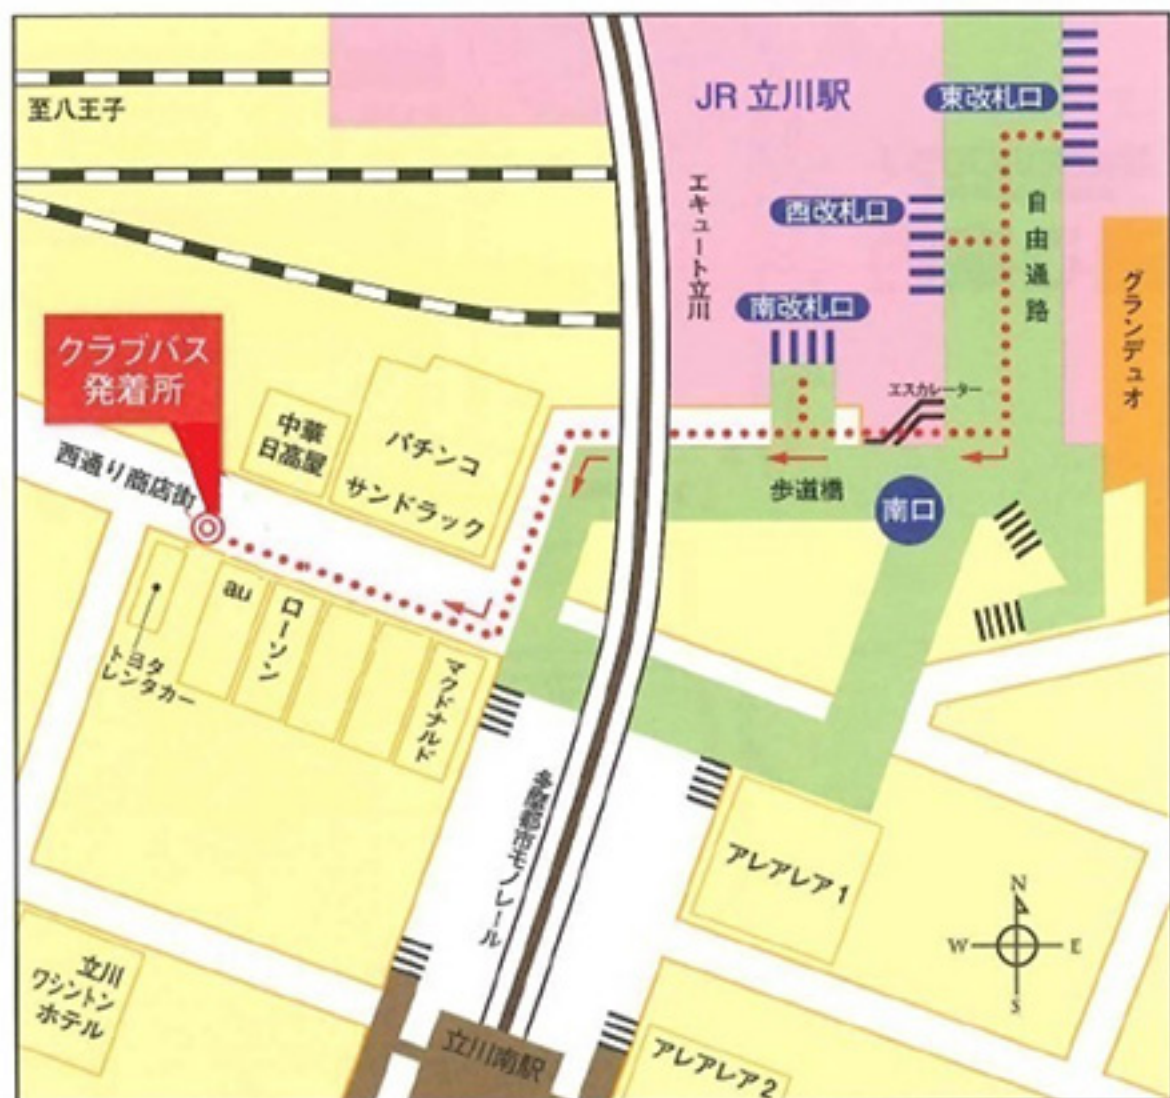 JR 立川駅
東改札口
至八王子
エキュート立川
西改札口
自由通路
南改札口
グランデュオ
クラブバス
発着所
エスカレーター
中華
日高屋
パチンコ
サンドラック
西通り商店街
歩道橋
南口
au
ローソン
トヨタ
レンタカー
マクドナルド
多摩都市モノレール
アレアレア1
N
W
E
S
立川
ワシントン
ホテル
立川南駅
アレアレア2